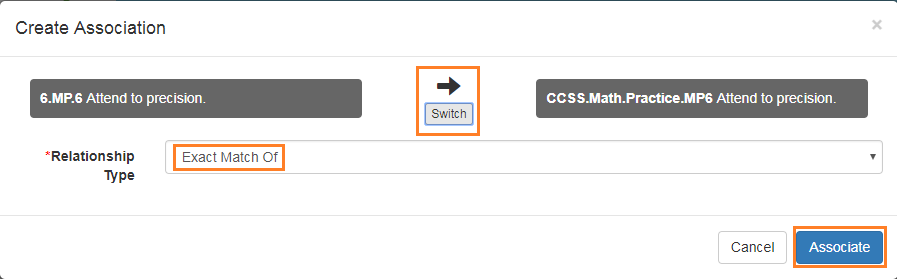 Create Association
×
6.MP.6 Attend to precision.
Switch
CCSS.Math.Practice.MP6 Attend to precision.
*Relationship
Type
Exact Match Of
Cancel
Associate